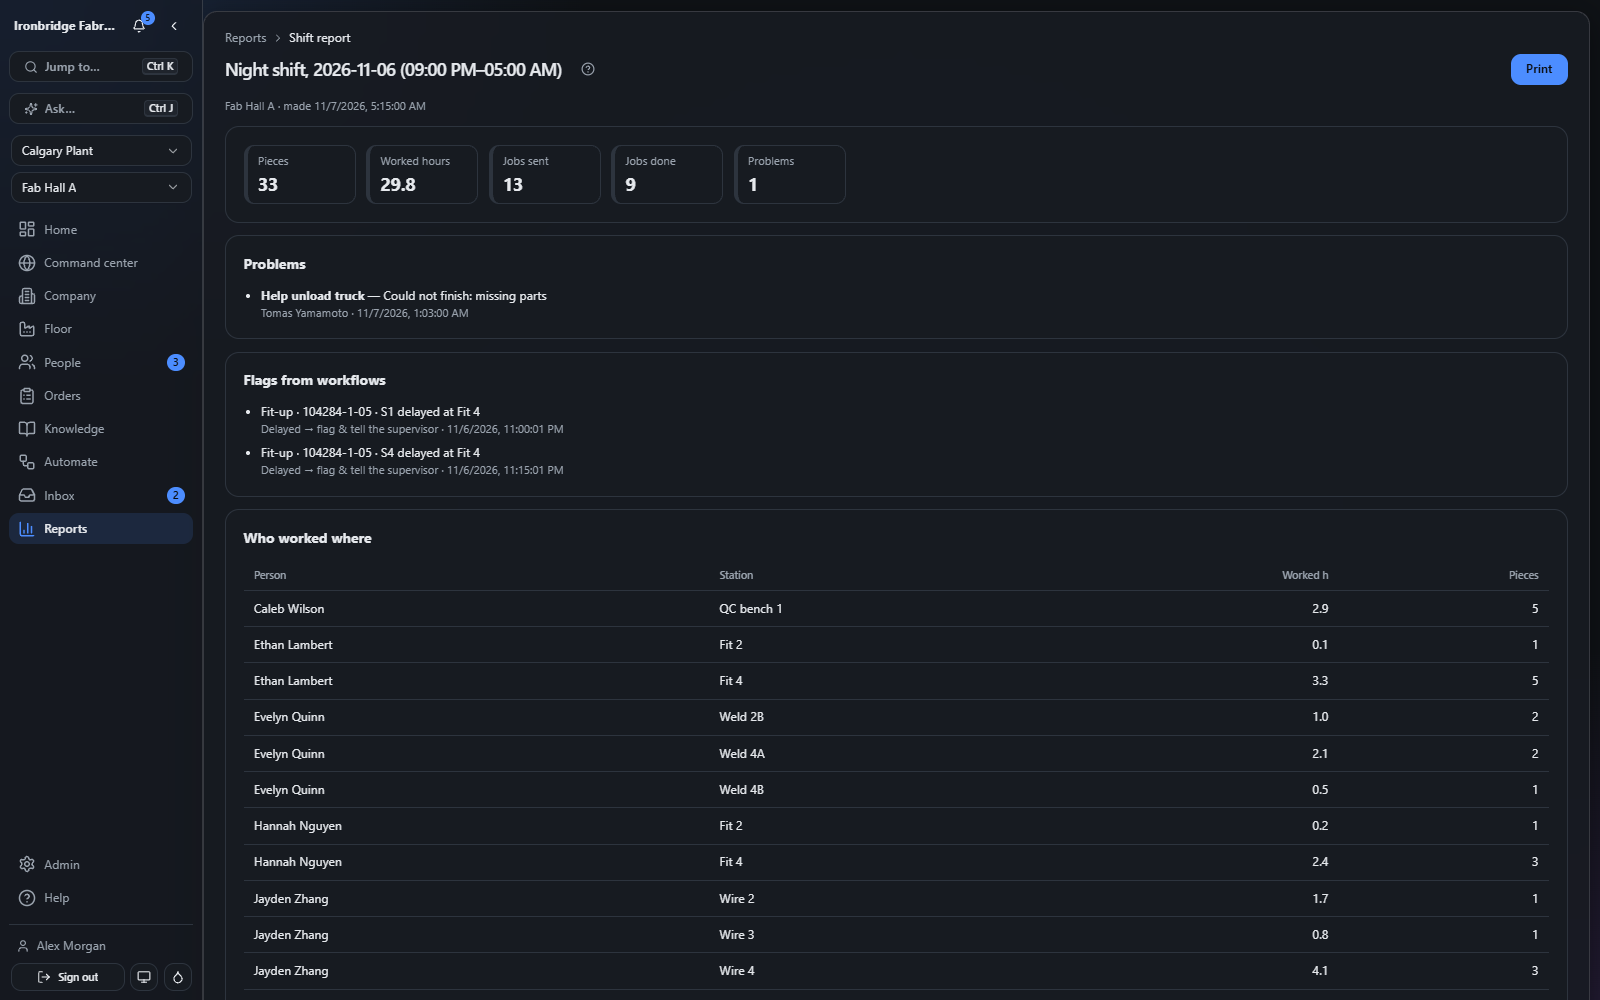 Ironbridge Fabr...
5
Jump to...
Ctrl K
Ask...
Ctrl J
Calgary Plant
Fab Hall A
Home
Command center
Company
Floor
People
3
Orders
Knowledge
Automate
Inbox
2
Reports
Admin
Help
Alex Morgan
Sign out
Reports > Shift report
Night shift, 2026-11-06 (09:00 PM–05:00 AM)
Print
Fab Hall A · made 11/7/2026, 5:15:00 AM
Pieces
33
Worked hours
29.8
Jobs sent
13
Jobs done
9
Problems
1
Problems
• Help unload truck — Could not finish: missing parts
Tomas Yamamoto · 11/7/2026, 1:03:00 AM
Flags from workflows
• Fit-up · 104284-1-05 · S1 delayed at Fit 4
Delayed → flag & tell the supervisor · 11/6/2026, 11:00:01 PM
• Fit-up · 104284-1-05 · S4 delayed at Fit 4
Delayed → flag & tell the supervisor · 11/6/2026, 11:15:01 PM
Who worked where
Person Station Worked h Pieces
Caleb Wilson QC bench 1 2.9 5
Ethan Lambert Fit 2 0.1 1
Ethan Lambert Fit 4 3.3 5
Evelyn Quinn Weld 2B 1.0 2
Evelyn Quinn Weld 4A 2.1 2
Evelyn Quinn Weld 4B 0.5 1
Hannah Nguyen Fit 2 0.2 1
Hannah Nguyen Fit 4 2.4 3
Jayden Zhang Wire 2 1.7 1
Jayden Zhang Wire 3 0.8 1
Jayden Zhang Wire 4 4.1 3